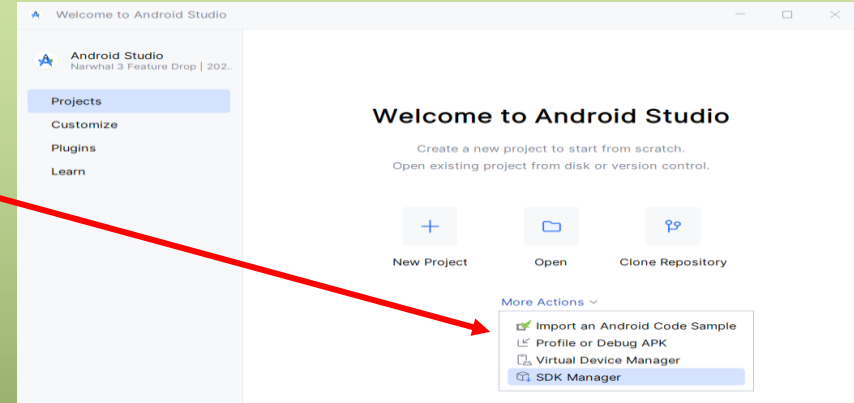 Welcome to Android Studio
Android Studio
Narwhal 3 Feature Drop | 202..
Projects
Customize
Plugins
Learn
Welcome to Android Studio
Create a new project to start from scratch.
Open existing project from disk or version control.
New Project
Open
Clone Repository
More Actions
Import an Android Code Sample
Profile or Debug APK
Virtual Device Manager
SDK Manager